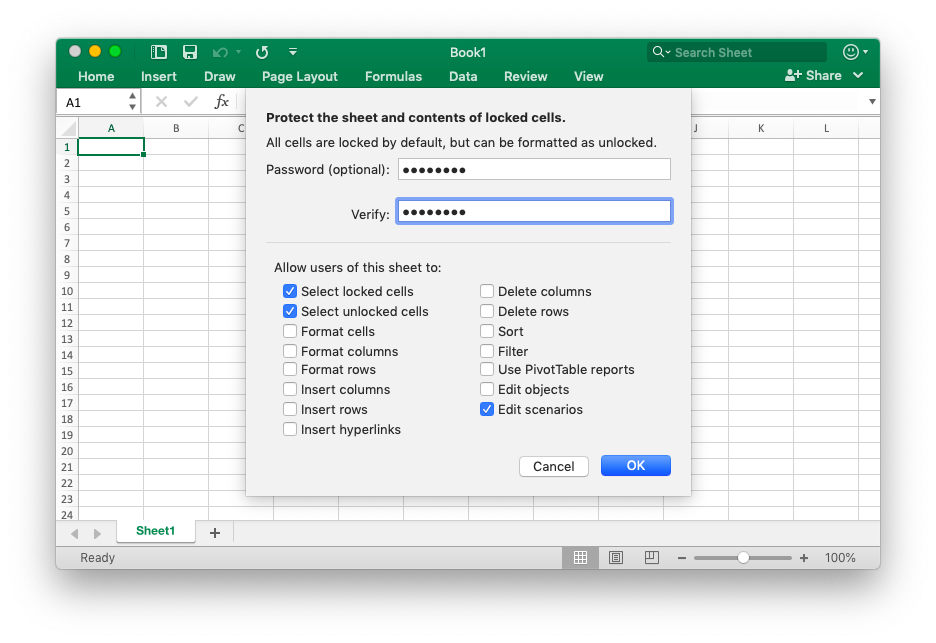 Book1
Search Sheet
Home Insert Draw Page Layout Formulas Data Review View Share
A1 fx
A B C J K L
Protect the sheet and contents of locked cells.
All cells are locked by default, but can be formatted as unlocked.
Password (optional): ●●●●●●●●
Verify: ●●●●●●●●
Allow users of this sheet to:
Select locked cells Delete columns
Select unlocked cells Delete rows
Format cells Sort
Format columns Filter
Format rows Use PivotTable reports
Insert columns Edit objects
Insert rows Edit scenarios
Insert hyperlinks
Cancel OK
1
2
3
4
5
6
7
8
9
10
11
12
13
14
15
16
17
18
19
20
21
22
23
24
Sheet1 +
Ready 100%